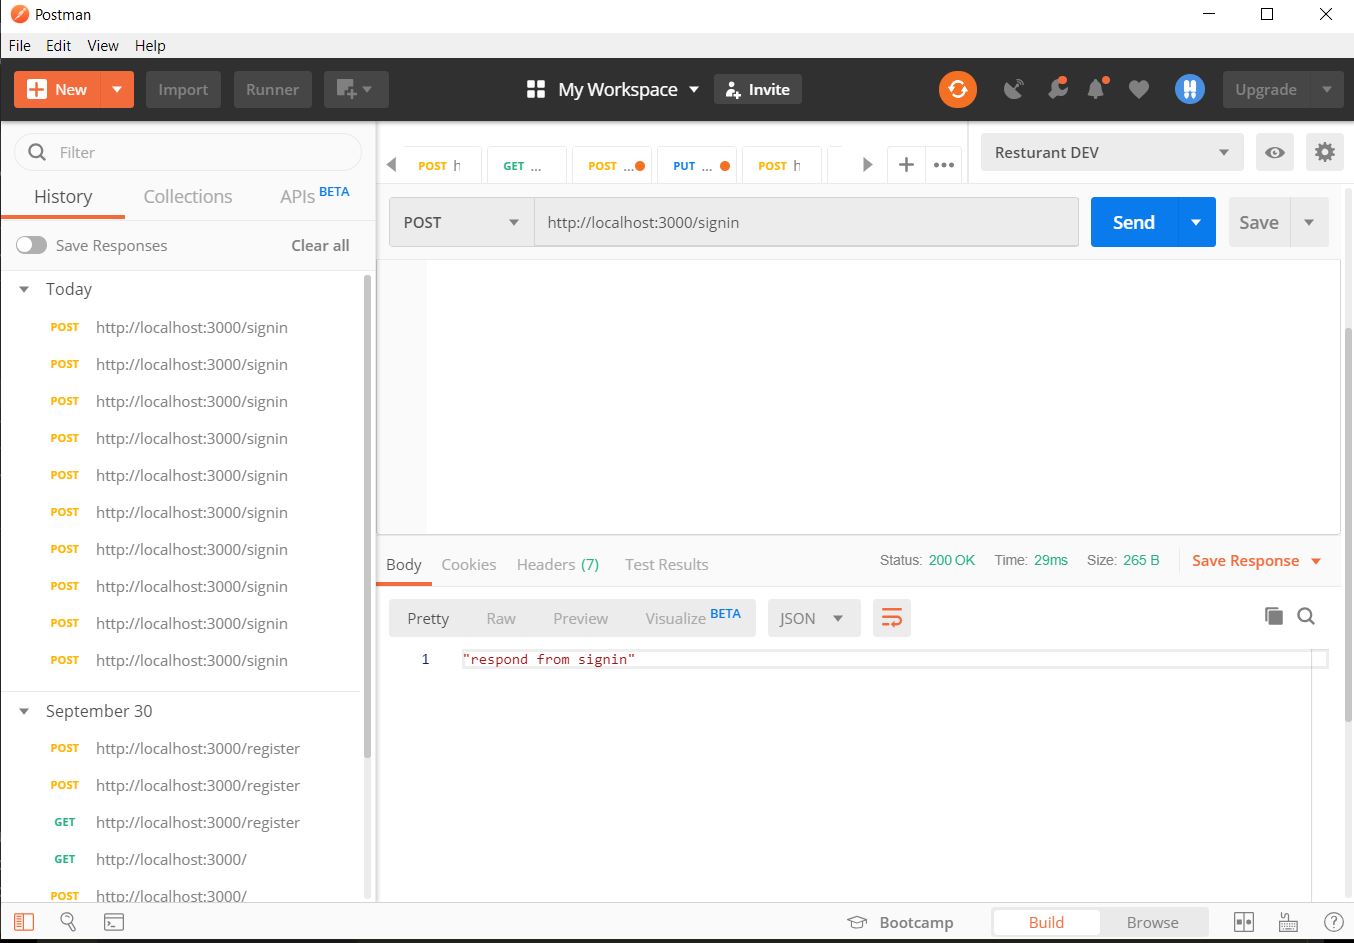 Postman
File Edit View Help
New Import Runner My Workspace Invite Upgrade
Filter
History Collections APIs BETA
Save Responses Clear all
Today
POST http://localhost:3000/signin
POST http://localhost:3000/signin
POST http://localhost:3000/signin
POST http://localhost:3000/signin
POST http://localhost:3000/signin
POST http://localhost:3000/signin
POST http://localhost:3000/signin
POST http://localhost:3000/signin
POST http://localhost:3000/signin
POST http://localhost:3000/signin
September 30
POST http://localhost:3000/register
POST http://localhost:3000/register
GET http://localhost:3000/register
GET http://localhost:3000/
POST http://localhost:3000/
POST h GET ... POST ... PUT ... POST h
Resturant DEV
POST http://localhost:3000/signin Send Save
Body Cookies Headers (7) Test Results Status: 200 OK Time: 29ms Size: 265 B Save Response
Pretty Raw Preview Visualize BETA JSON
1 "respond from signin"
Bootcamp Build Browse